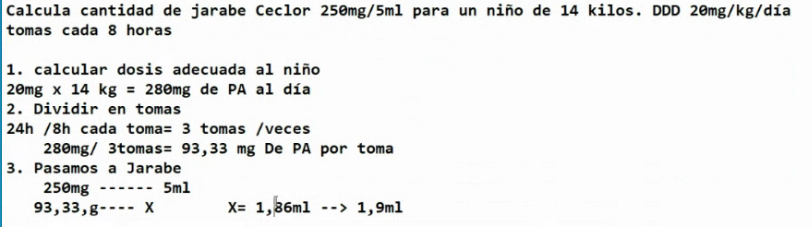 Calcula cantidad de jarabe Ceclor 250mg/5ml para un niño de 14 kilos. DDD 20mg/kg/día
tomas cada 8 horas
1. calcular dosis adecuada al niño
20mg x 14 kg = 280mg de PA al día
2. Dividir en tomas
24h /8h cada toma= 3 tomas /veces
280mg/ 3tomas= 93,33 mg De PA por toma
3. Pasamos a Jarabe
250mg ------ 5ml
93,33,g---- X X= 1,86ml --> 1,9ml